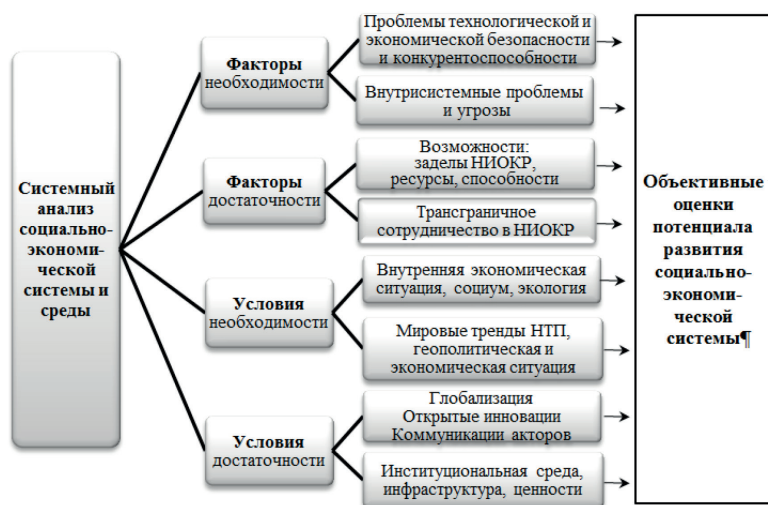 Системный
анализ
социально-
экономи-
ческой
системы и
среды
Факторы
необходимости
Проблемы технологической и
экономической безопасности
и конкурентоспособности
Внутрисистемные проблемы
и угрозы
Факторы
достаточности
Возможности:
заделы НИОКР,
ресурсы, способности
Трансграничное
сотрудничество в НИОКР
Условия
необходимости
Внутренняя экономическая
ситуация, социум, экология
Мировые тренды НТП,
геополитическая и
экономическая ситуация
Условия
достаточности
Глобализация
Открытые инновации
Коммуникации акторов
Институциональная среда,
инфраструктура, ценности
Объективные
оценки
потенциала
развития
социально-
экономи-
ческой
системы¶